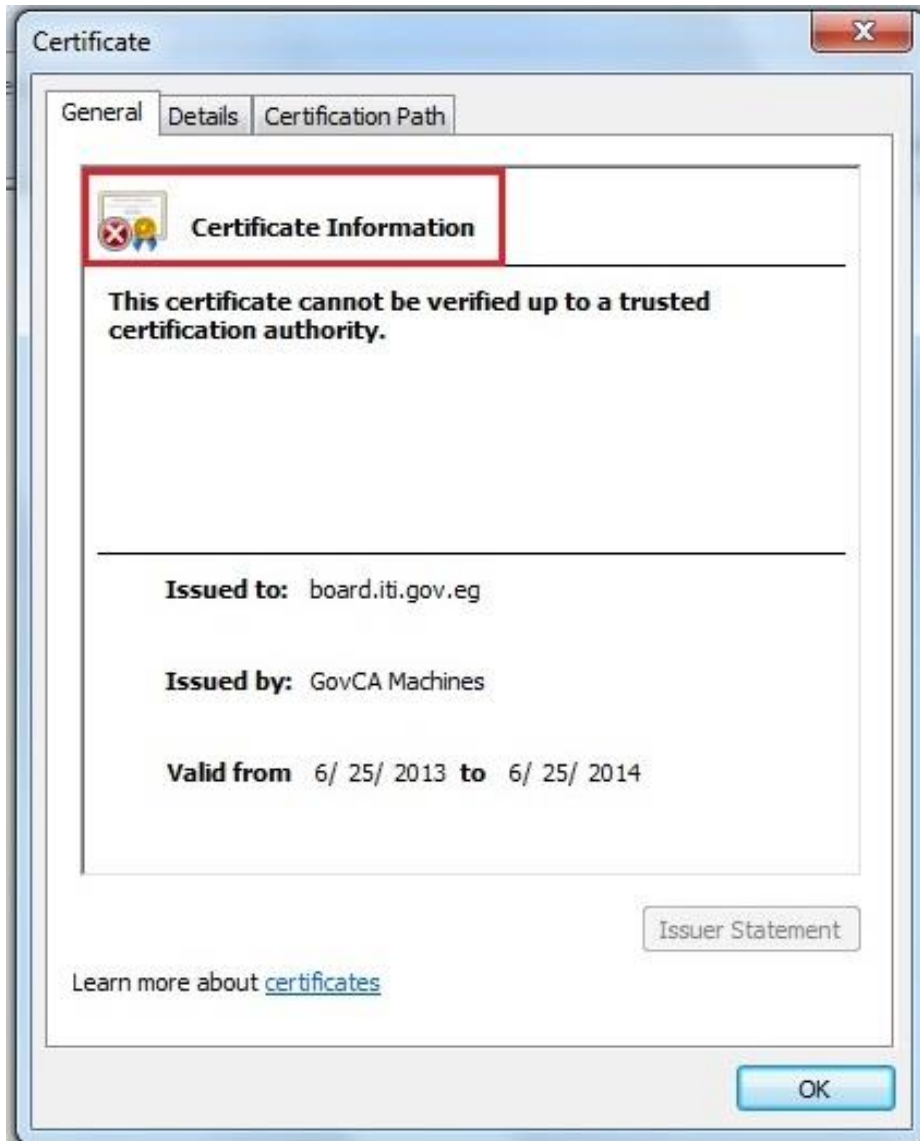 Certificate
General Details Certification Path
Certificate Information
This certificate cannot be verified up to a trusted
certification authority.
Issued to: board.iti.gov.eg
Issued by: GovCA Machines
Valid from 6/ 25/ 2013 to 6/ 25/ 2014
Issuer Statement
Learn more about certificates
OK